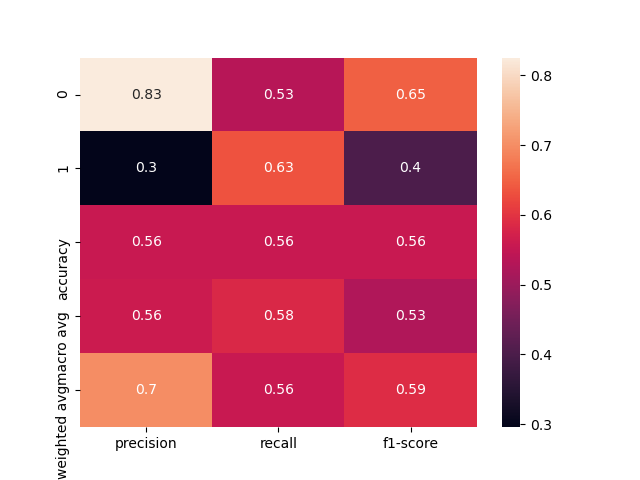 0 0.83 0.53 0.65
1 0.3 0.63 0.4
accuracy 0.56 0.56 0.56
macro avg 0.56 0.58 0.53
weighted avg 0.7 0.56 0.59
precision recall f1-score
0.8
0.7
0.6
0.5
0.4
0.3